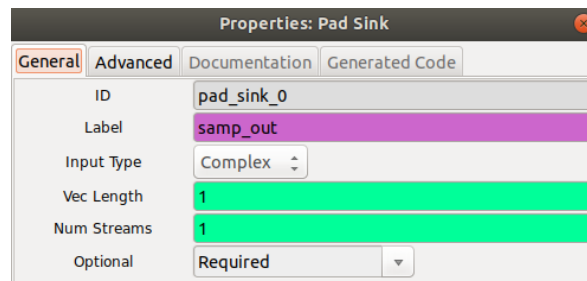 Properties: Pad Sink
General Advanced Documentation Generated Code
ID pad_sink_0
Label samp_out
Input Type Complex
Vec Length 1
Num Streams 1
Optional Required